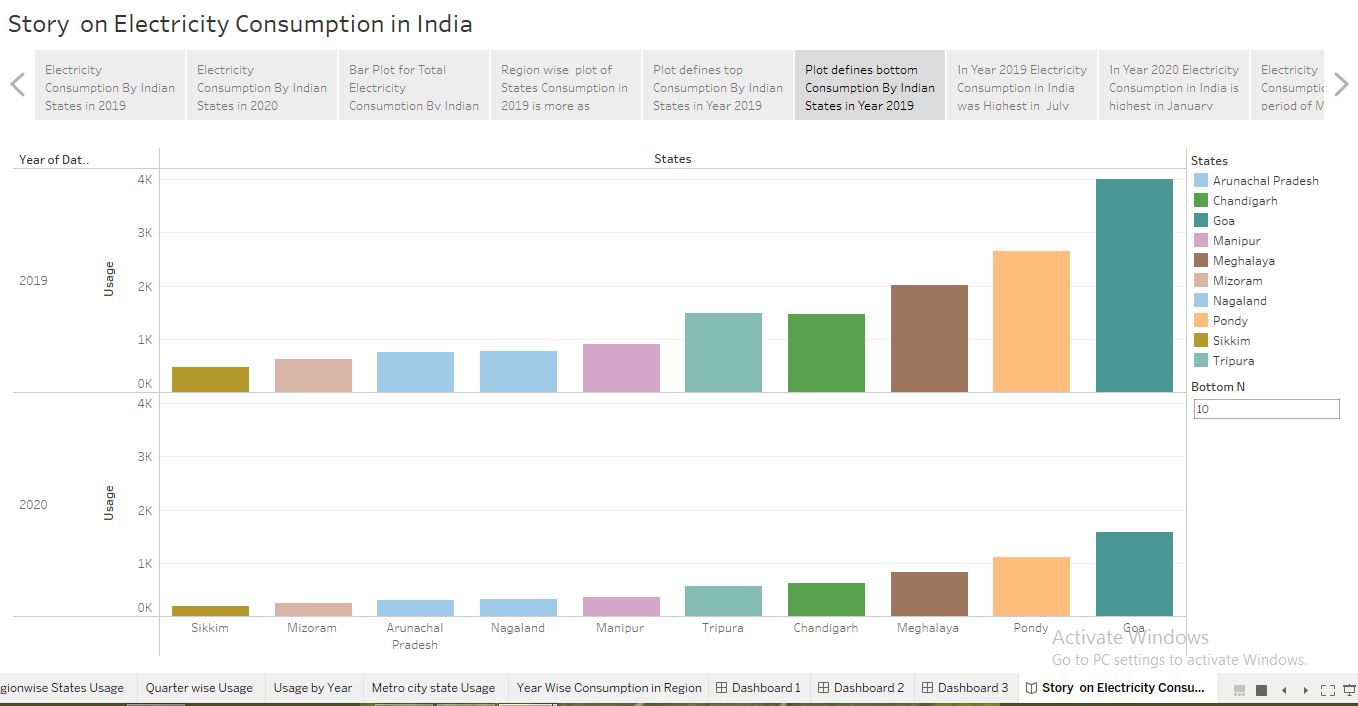 Story on Electricity Consumption in India
Electricity
Consumption By Indian
States in 2019
Electricity
Consumption By Indian
States in 2020
Bar Plot for Total
Electricity
Consumption By Indian
Region wise plot of
States Consumption in
2019 is more as
Plot defines top
Consumption By Indian
States in Year 2019
Plot defines bottom
Consumption By Indian
States in Year 2019
In Year 2019 Electricity
Consumption in India
was Highest in July
In Year 2020 Electricity
Consumption in India is
highest in January
Electricity
Consumptic
period of M
Year of Dat..
States
2019
Usage
4K
3K
2K
1K
0K
2020
Usage
4K
3K
2K
1K
0K
Sikkim
Mizoram
Arunachal
Pradesh
Nagaland
Manipur
Tripura
Chandigarh
Meghalaya
Pondy
Goa
States
Arunachal Pradesh
Chandigarh
Goa
Manipur
Meghalaya
Mizoram
Nagaland
Pondy
Sikkim
Tripura
Bottom N
10
Activate Windows
Go to PC settings to activate Windows.
gionwise States Usage
Quarter wise Usage
Usage by Year
Metro city state Usage
Year Wise Consumption in Region
Dashboard 1
Dashboard 2
Dashboard 3
Story on Electricity Consu...